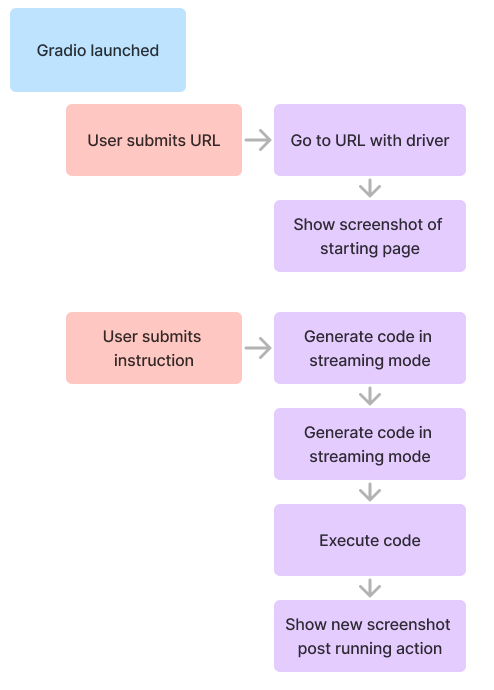 Gradio launched
User submits URL
Go to URL with driver
Show screenshot of
starting page
User submits
instruction
Generate code in
streaming mode
Generate code in
streaming mode
Execute code
Show new screenshot
post running action